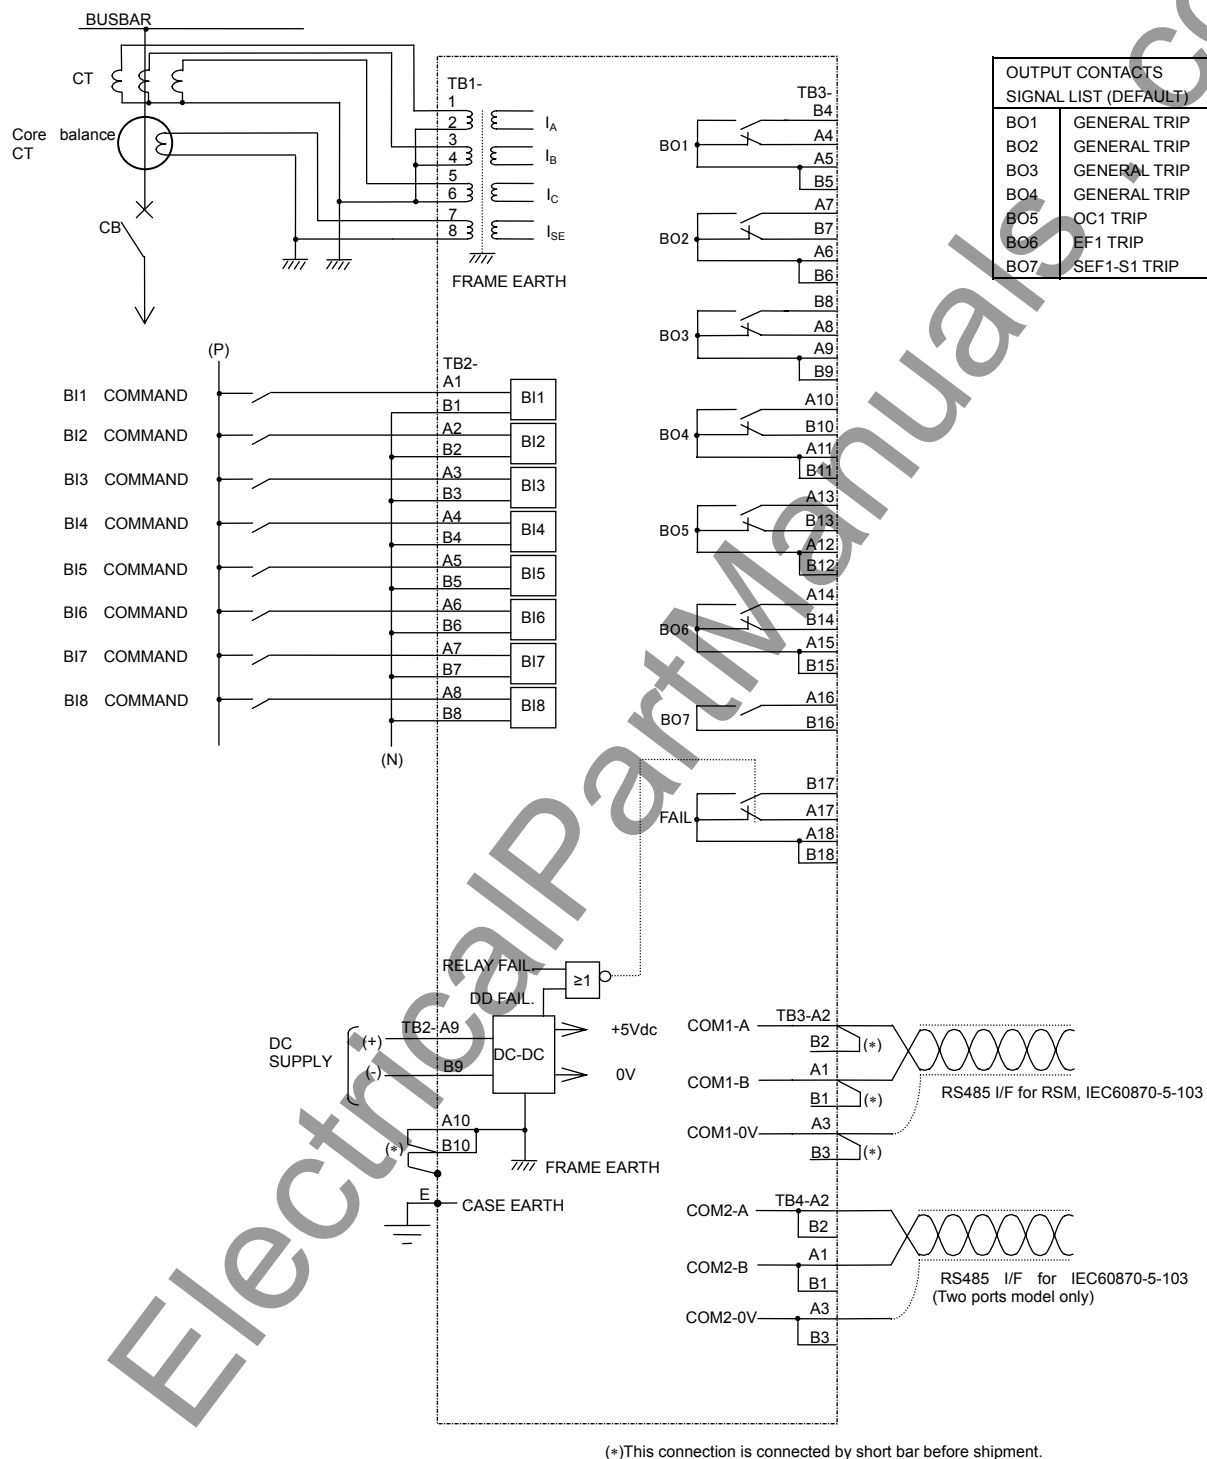 BUSBAR
CT
Core balance
CT
CB
TB1-
1
2
3
4
5
6
7
8
IA
IB
IC
ISE
FRAME EARTH
TB3-
BO1
B4
A4
A5
B5
BO2
A7
B7
A6
B6
BO3
B8
A8
A9
B9
BO4
A10
B10
A11
B11
BO5
A13
B13
A12
B12
BO6
A14
B14
A15
B15
BO7
A16
B16
FAIL
B17
A17
A18
B18
OUTPUT CONTACTS
SIGNAL LIST (DEFAULT)
BO1 GENERAL TRIP
BO2 GENERAL TRIP
BO3 GENERAL TRIP
BO4 GENERAL TRIP
BO5 OC1 TRIP
BO6 EF1 TRIP
BO7 SEF1-S1 TRIP
(P)
TB2-
BI1 COMMAND A1 B1 BI1
BI2 COMMAND A2 B2 BI2
BI3 COMMAND A3 B3 BI3
BI4 COMMAND A4 B4 BI4
BI5 COMMAND A5 B5 BI5
BI6 COMMAND A6 B6 BI6
BI7 COMMAND A7 B7 BI7
BI8 COMMAND A8 B8 BI8
(N)
RELAY FAIL.
≥1
DD FAIL.
DC
SUPPLY
(+)
TB2- A9
(-)
B9
DC-DC
+5Vdc
0V
A10
(*)
B10
FRAME EARTH
E
CASE EARTH
COM1-A TB3-A2
B2 (*)
COM1-B A1
B1 (*)
COM1-0V A3
B3 (*)
RS485 I/F for RSM, IEC60870-5-103
COM2-A TB4-A2
B2
COM2-B A1
B1
COM2-0V A3
B3
RS485 I/F for IEC60870-5-103
(Two ports model only)
(*)This connection is connected by short bar before shipment.
ElectricalPartManuals . co